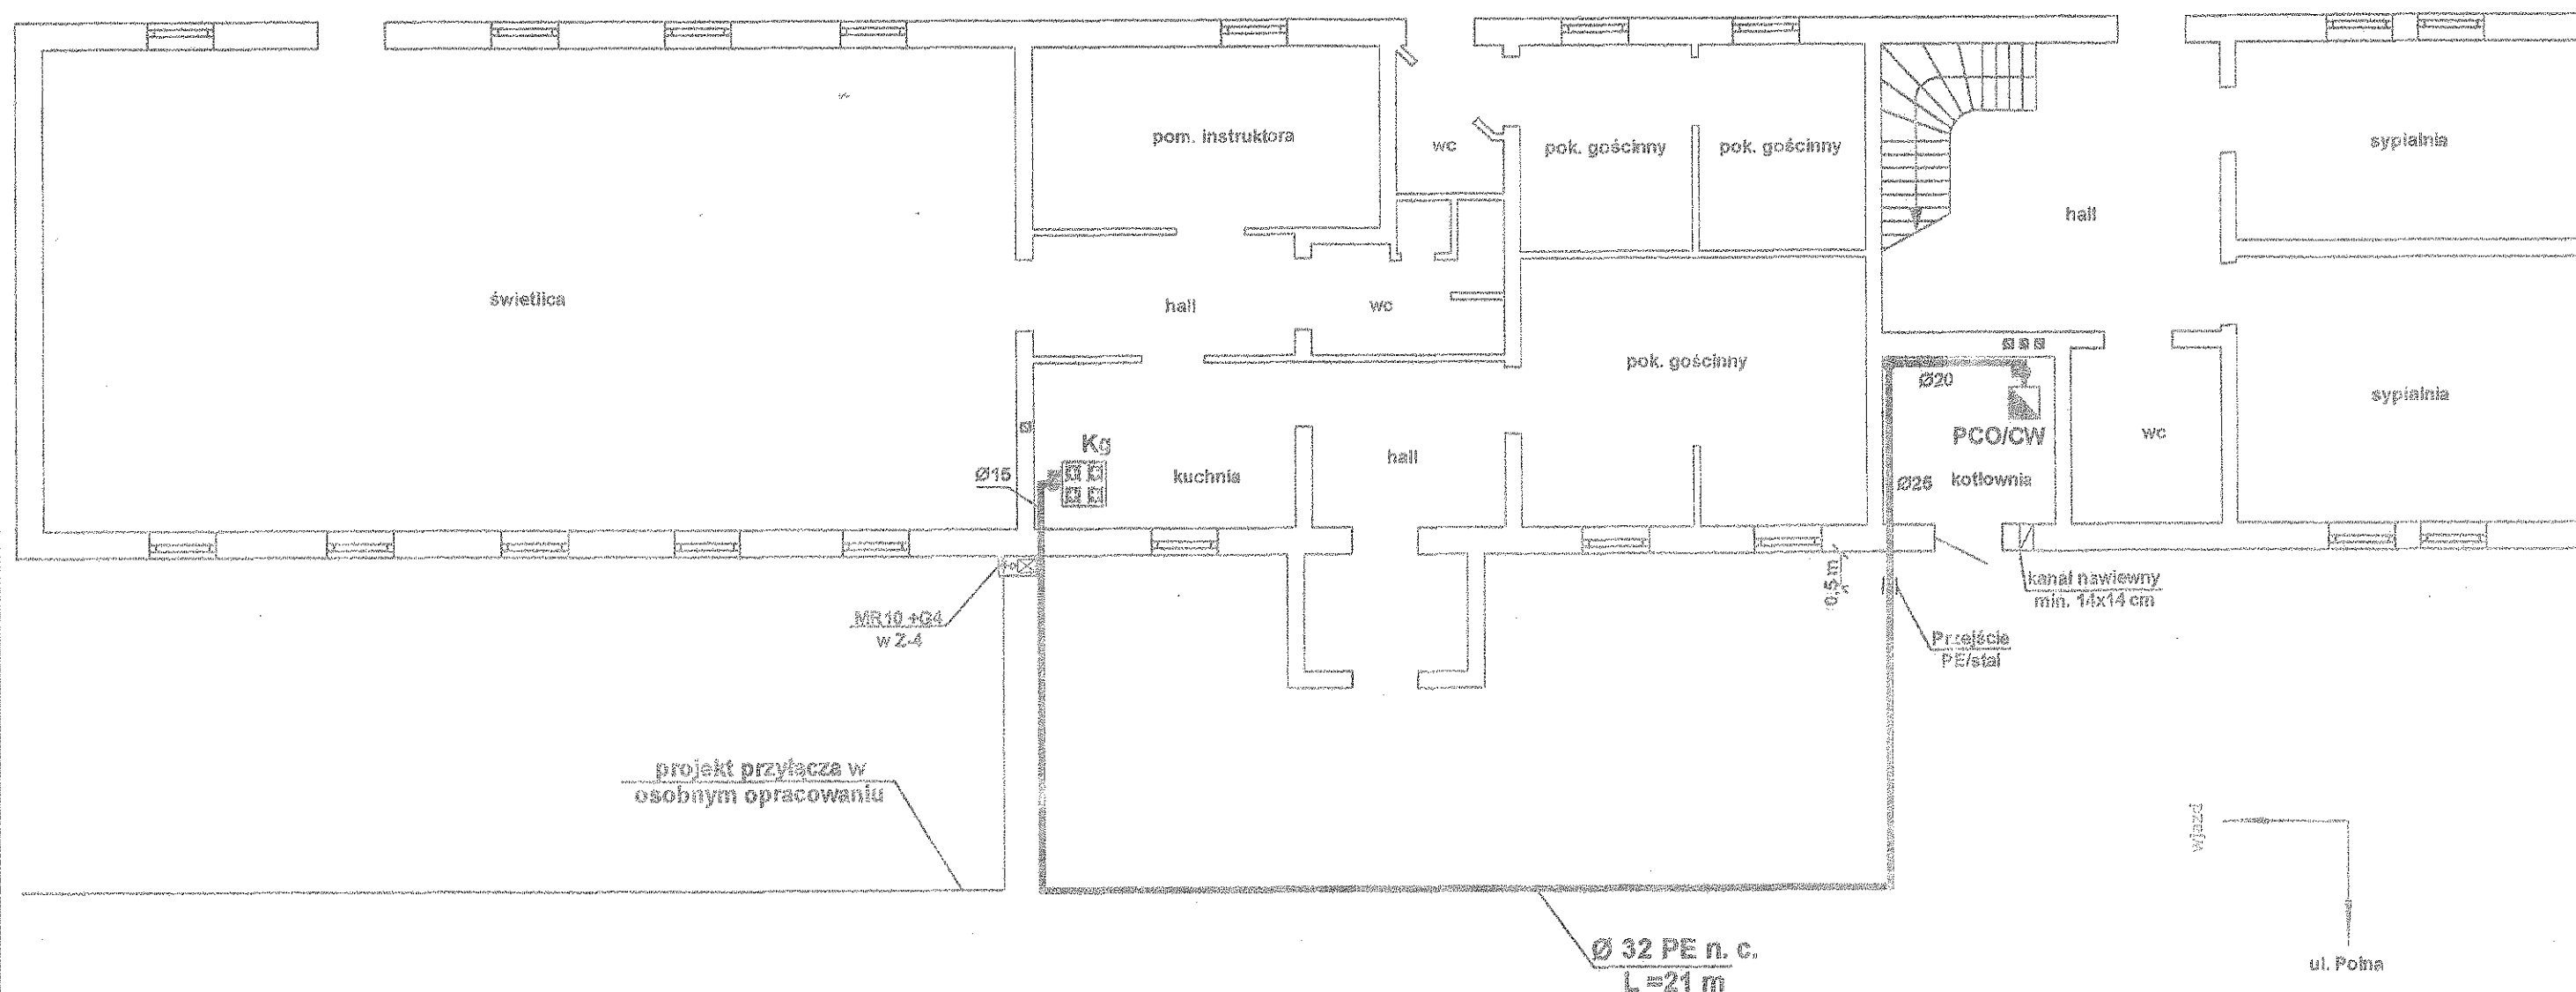 pom. instruktora
wc
pok. gościnny
pok. gościnny
sypialnia
hall
świetlica
hall
wc
pok. gościnny
Ø20
sypialnia
PCO/CW
wc
Kg
hall
Ø15
kuchnia
Ø25
kotłownia
0,5 m
kanał nawiewny
min. 14x14 cm
MR10 +G4
w Z-4
Przejście
PE/stal
projekt przyłącza w
osobnym opracowaniu
wjazd
Ø 32 PE n. c.
L =21 m
ul. Polna